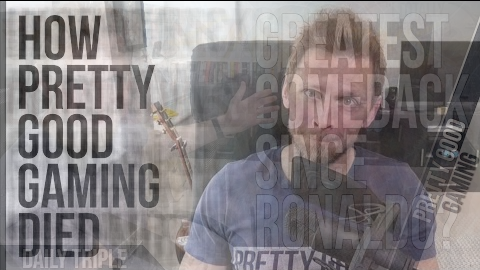 HOW
PRETTY
GOOD
GAMING
DIED
GREATEST
COMEBACK
SINCE
RONALDO?
PRETTY GOOD
GAMING
DAILY TRIPLE
PRETTY